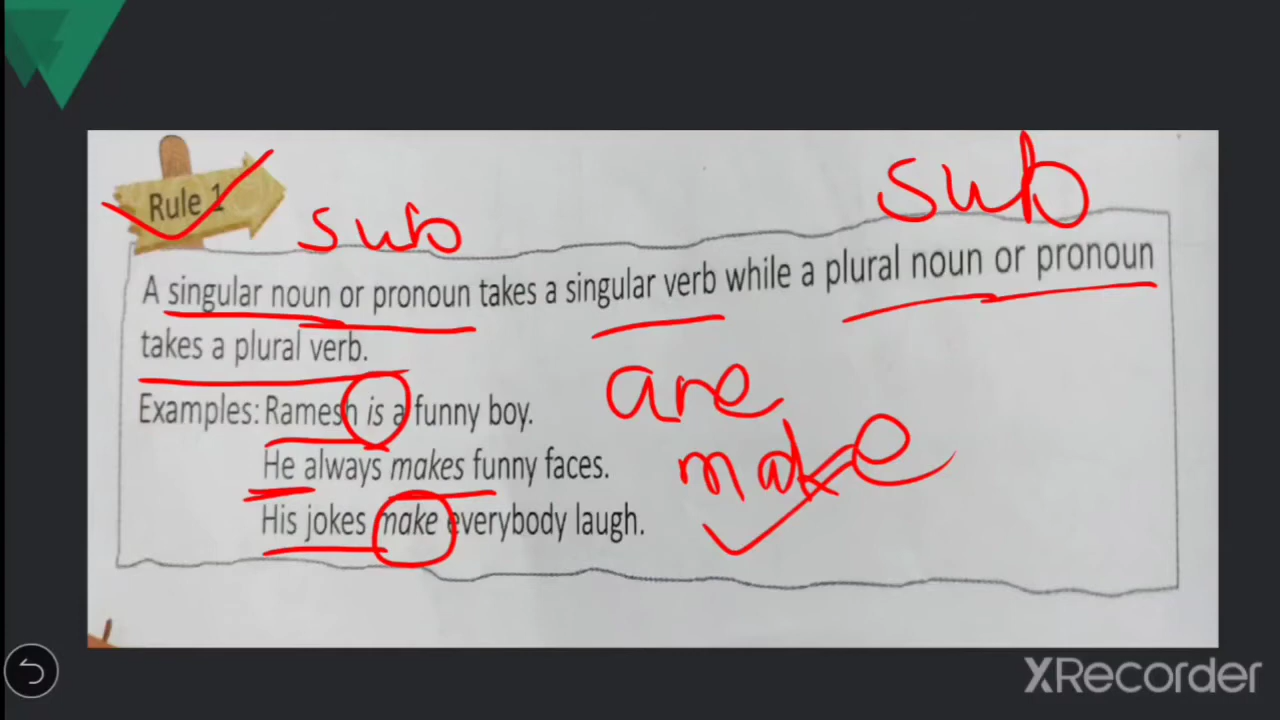 Rule 1
sub
sub
A singular noun or pronoun takes a singular verb while a plural noun or pronoun
takes a plural verb.
are
Examples: Ramesh is a funny boy.
make
He always makes funny faces.
His jokes make everybody laugh.
XRecorder